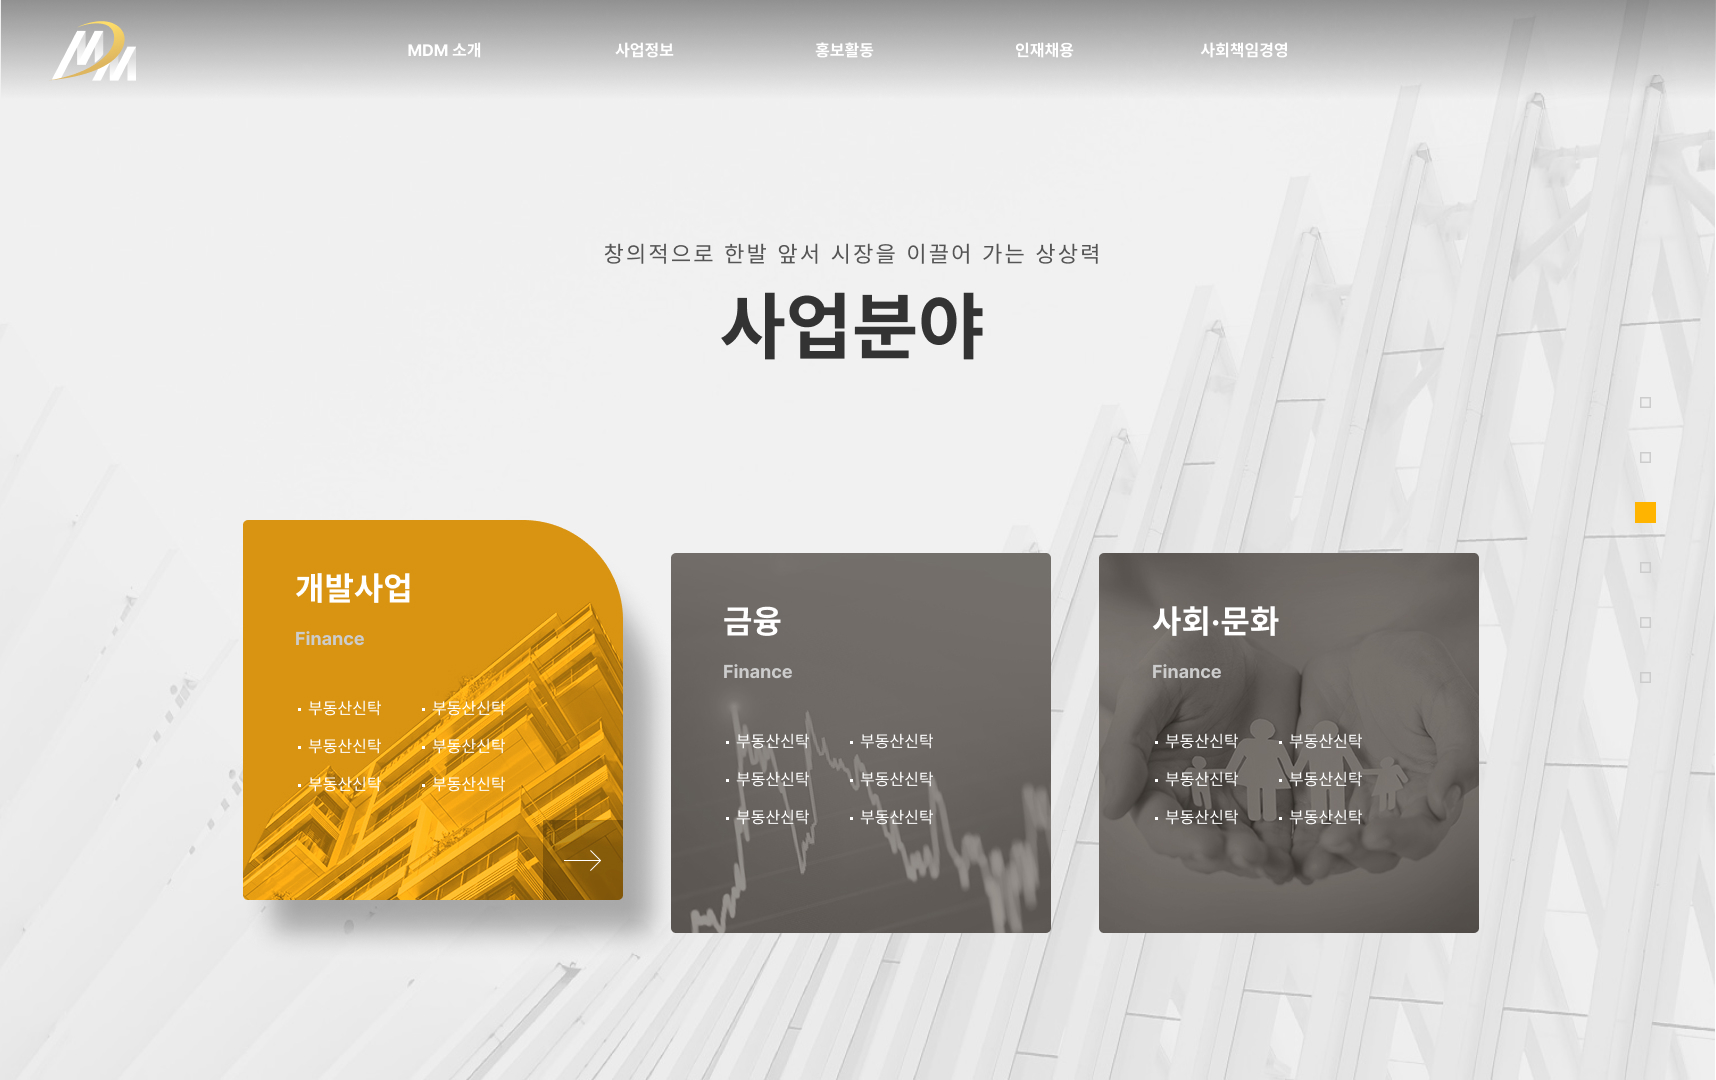 MDM
MDM 소개
사업정보
홍보활동
인재채용
사회책임경영
창의적으로 한발 앞서 시장을 이끌어 가는 상상력
사업분야
개발사업
Finance
부동산신탁 부동산신탁
부동산신탁 부동산신탁
부동산신탁 부동산신탁
금융
Finance
부동산신탁 부동산신탁
부동산신탁 부동산신탁
부동산신탁 부동산신탁
사회·문화
Finance
부동산신탁 부동산신탁
부동산신탁 부동산신탁
부동산신탁 부동산신탁